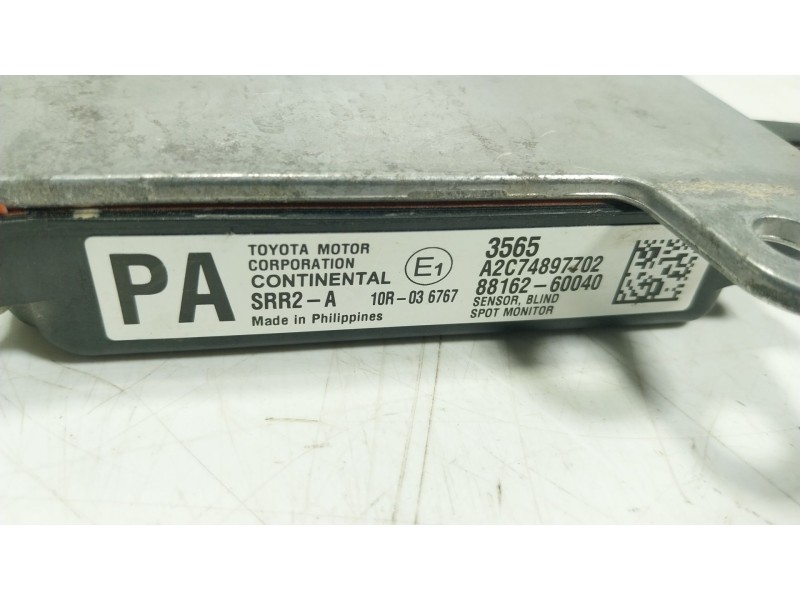 PA
TOYOTA MOTOR
CORPORATION
CONTINENTAL
SRR2-A 10R-03 6767
Made in Philippines
E1
3565
A2C74897702
88162-60040
SENSOR, BLIND
SPOT MONITOR